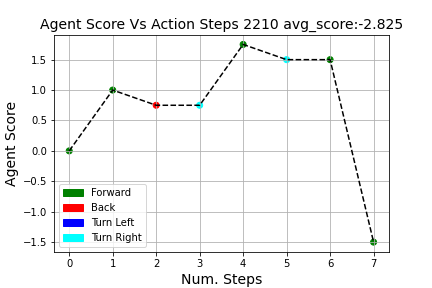 Agent Score Vs Action Steps 2210 avg_score:-2.825
Agent Score
1.5
1.0
0.5
0.0
−0.5
−1.0
−1.5
Forward
Back
Turn Left
Turn Right
0 1 2 3 4 5 6 7
Num. Steps